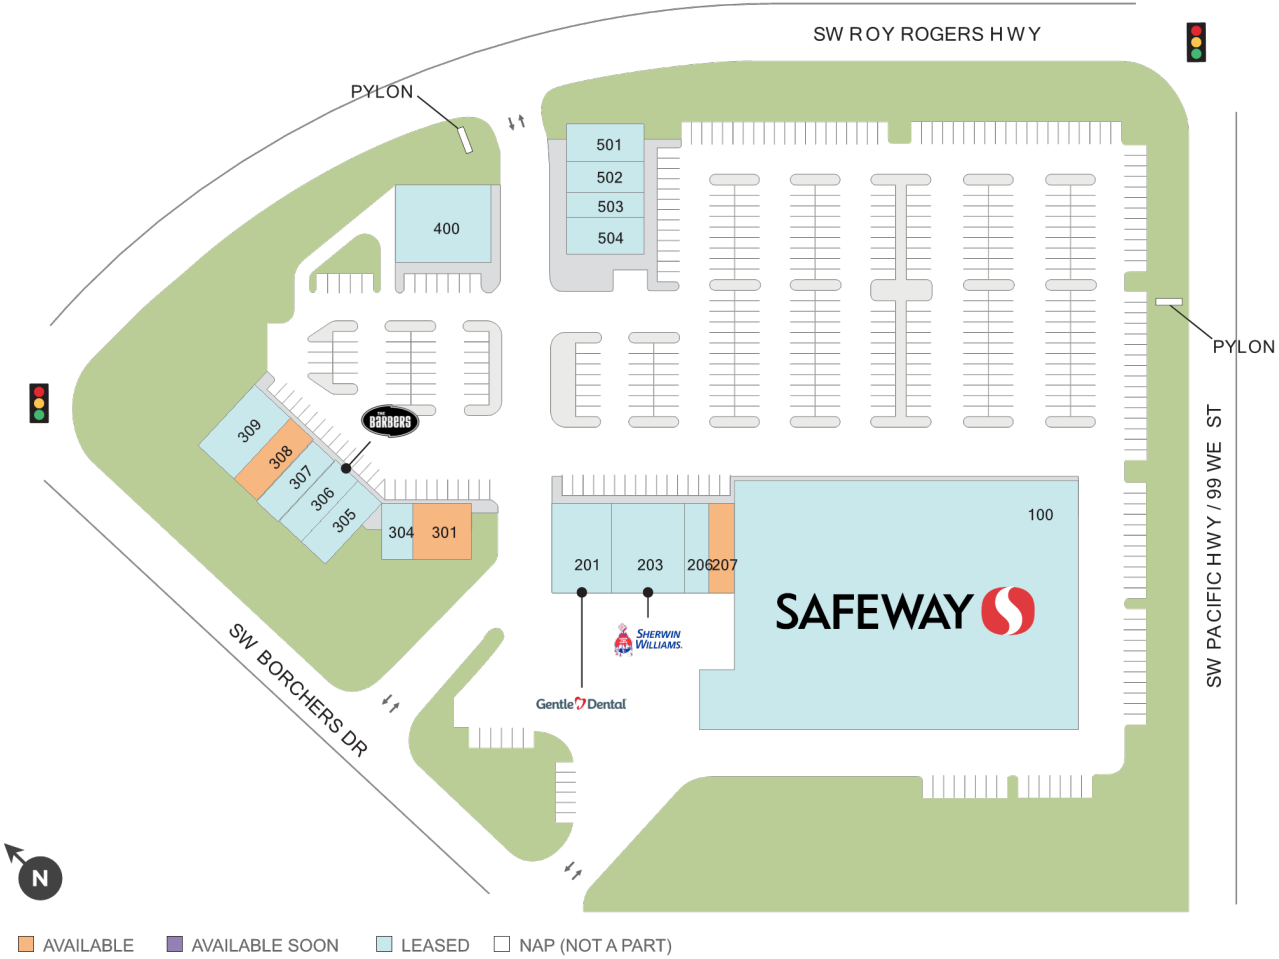 SW ROY ROGERS HWY
PYLON
501
502
503
504
400
PYLON
THE
BARBERS
309
308
307
306
305
304
301
SW PACIFIC HWY / 99 WE ST
100
201
203
206
207
SAFEWAY
SHERWIN
WILLIAMS.
Gentle Dental
SW BORCHERS DR
N
AVAILABLE
AVAILABLE SOON
LEASED
NAP (NOT A PART)